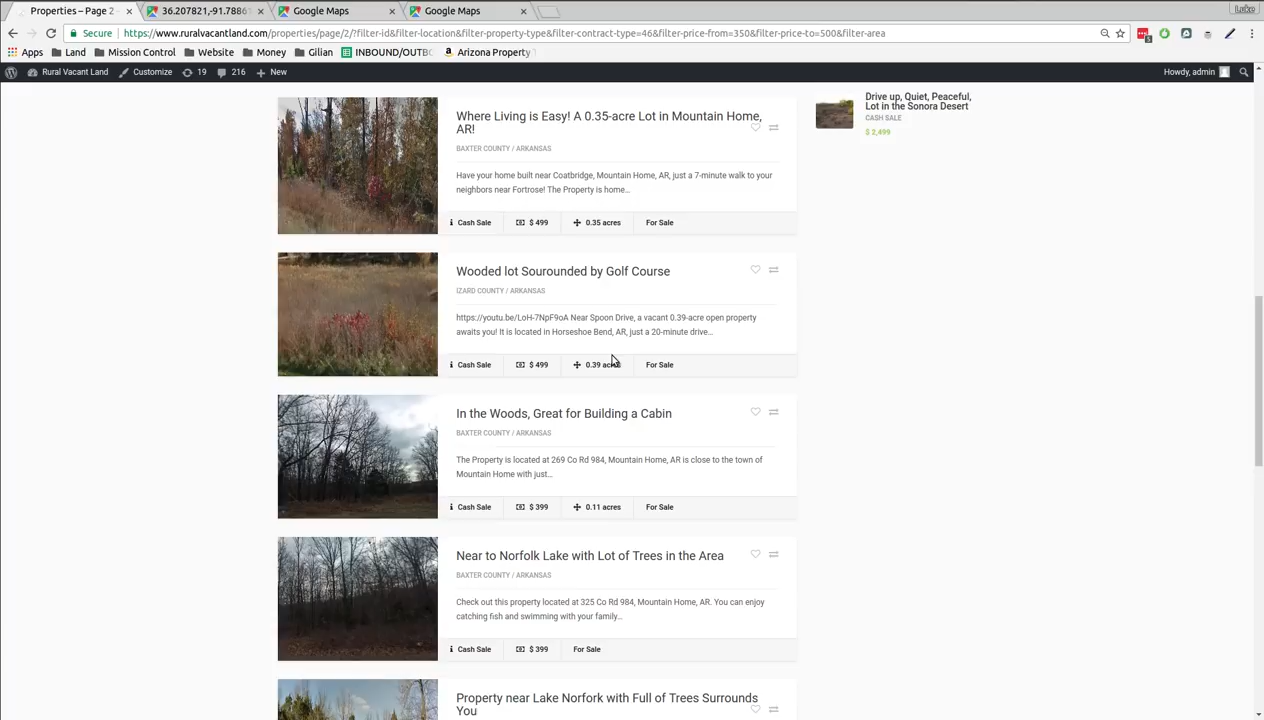 Properties – Page 2 -
36.207821,-91.78861
Google Maps
Google Maps
Luke
Secure
https://www.ruralvacantland.com/properties/page/2/?filter-id&filter-location&filter-property-type&filter-contract-type=46&filter-price-from=350&filter-price-to=500&filter-area
Apps Land Mission Control Website Money Gilian INBOUND/OUTBO Arizona Property
Rural Vacant Land Customize 19 216 New Howdy, admin
Where Living is Easy! A 0.35-acre Lot in Mountain Home,
AR!
BAXTER COUNTY / ARKANSAS
Have your home built near Coatbridge, Mountain Home, AR, just a 7-minute walk to your
neighbors near Fortrose! The Property is home...
Cash Sale $ 499 0.35 acres For Sale
Drive up, Quiet, Peaceful,
Lot in the Sonora Desert
CASH SALE
$ 2,499
Wooded lot Sourounded by Golf Course
IZARD COUNTY / ARKANSAS
https://youtu.be/LoH-7NpF9oA Near Spoon Drive, a vacant 0.39-acre open property
awaits you! It is located in Horseshoe Bend, AR, just a 20-minute drive...
Cash Sale $ 499 0.39 acres For Sale
In the Woods, Great for Building a Cabin
BAXTER COUNTY / ARKANSAS
The Property is located at 269 Co Rd 984, Mountain Home, AR is close to the town of
Mountain Home with just...
Cash Sale $ 399 0.11 acres For Sale
Near to Norfolk Lake with Lot of Trees in the Area
BAXTER COUNTY / ARKANSAS
Check out this property located at 325 Co Rd 984, Mountain Home, AR. You can enjoy
catching fish and swimming with your family...
Cash Sale $ 399 For Sale
Property near Lake Norfork with Full of Trees Surrounds
You